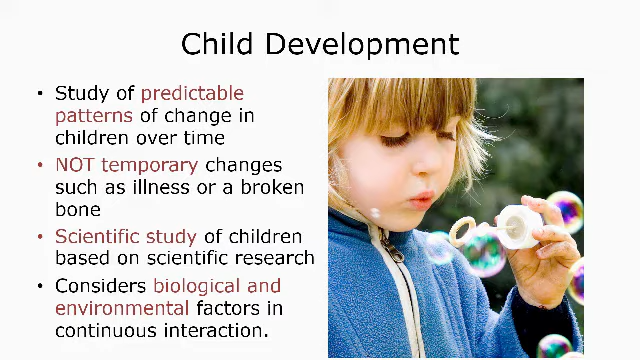 Child Development
• Study of predictable
patterns of change in
children over time
• NOT temporary changes
such as illness or a broken
bone
• Scientific study of children
based on scientific research
• Considers biological and
environmental factors in
continuous interaction.